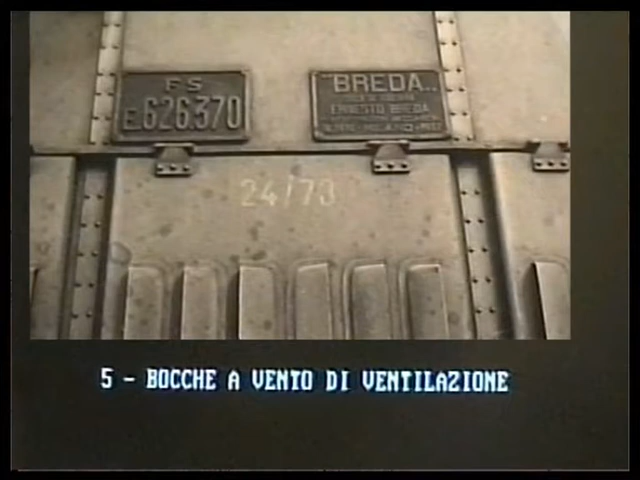 FS
E.626.370
"BREDA"
ERNESTO BREDA
24/73
5 - BOCCHE A VENTO DI VENTILAZIONE